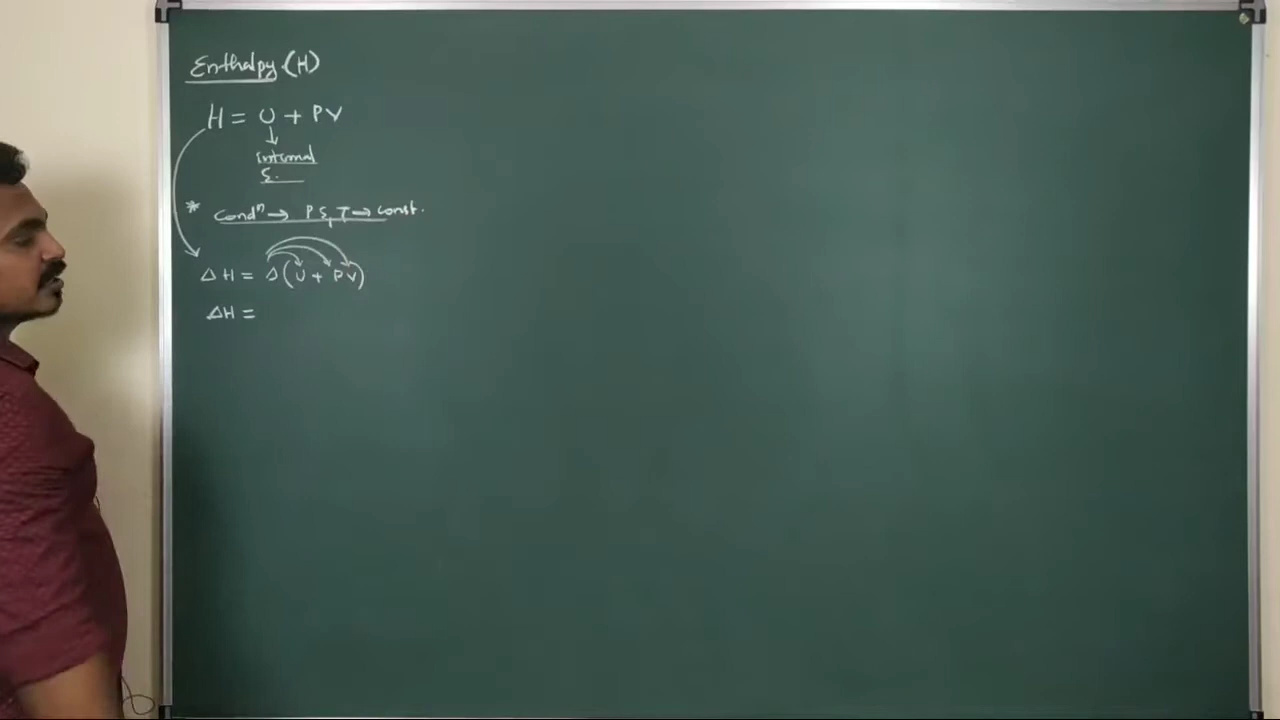 Enthalpy (H)
H = U + PV
↓
internal
E.
* Condⁿ → P & T → const.
ΔH = Δ(U + PV)
ΔH =